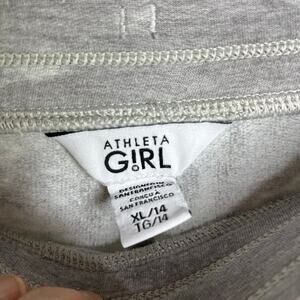 ATHLETA
GIRL
DESIGNED IN
SAN FRANCISCO
CONÇU À
SAN FRANCISCO
XL/14
TG/14